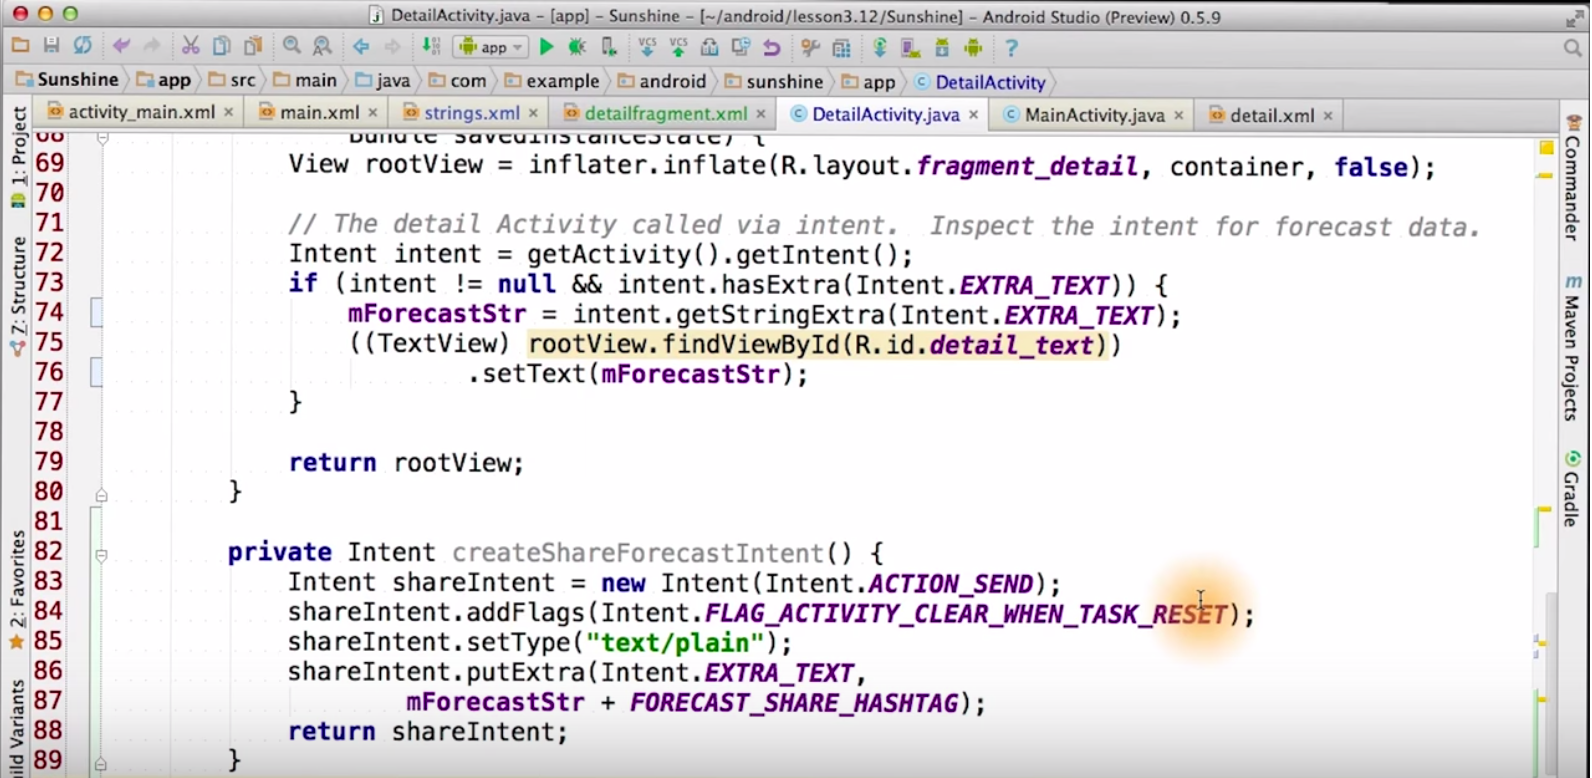 DetailActivity.java - [app] - Sunshine - [~/android/lesson3.12/Sunshine] - Android Studio (Preview) 0.5.9
app
VCS VCS
?
Sunshine app src main java com example android sunshine app DetailActivity
activity_main.xml main.xml strings.xml detailfragment.xml DetailActivity.java MainActivity.java detail.xml
1: Project
7: Structure
2: Favorites
Variants
Commander
Maven Projects
Gradle
68 Bundle savedInstanceState) {
69 View rootView = inflater.inflate(R.layout.fragment_detail, container, false);
70
71 // The detail Activity called via intent.  Inspect the intent for forecast data.
72 Intent intent = getActivity().getIntent();
73 if (intent != null && intent.hasExtra(Intent.EXTRA_TEXT)) {
74 mForecastStr = intent.getStringExtra(Intent.EXTRA_TEXT);
75 ((TextView) rootView.findViewById(R.id.detail_text))
76 .setText(mForecastStr);
77 }
78
79 return rootView;
80 }
81
82 private Intent createShareForecastIntent() {
83 Intent shareIntent = new Intent(Intent.ACTION_SEND);
84 shareIntent.addFlags(Intent.FLAG_ACTIVITY_CLEAR_WHEN_TASK_RESET);
85 shareIntent.setType("text/plain");
86 shareIntent.putExtra(Intent.EXTRA_TEXT,
87 mForecastStr + FORECAST_SHARE_HASHTAG);
88 return shareIntent;
89 }